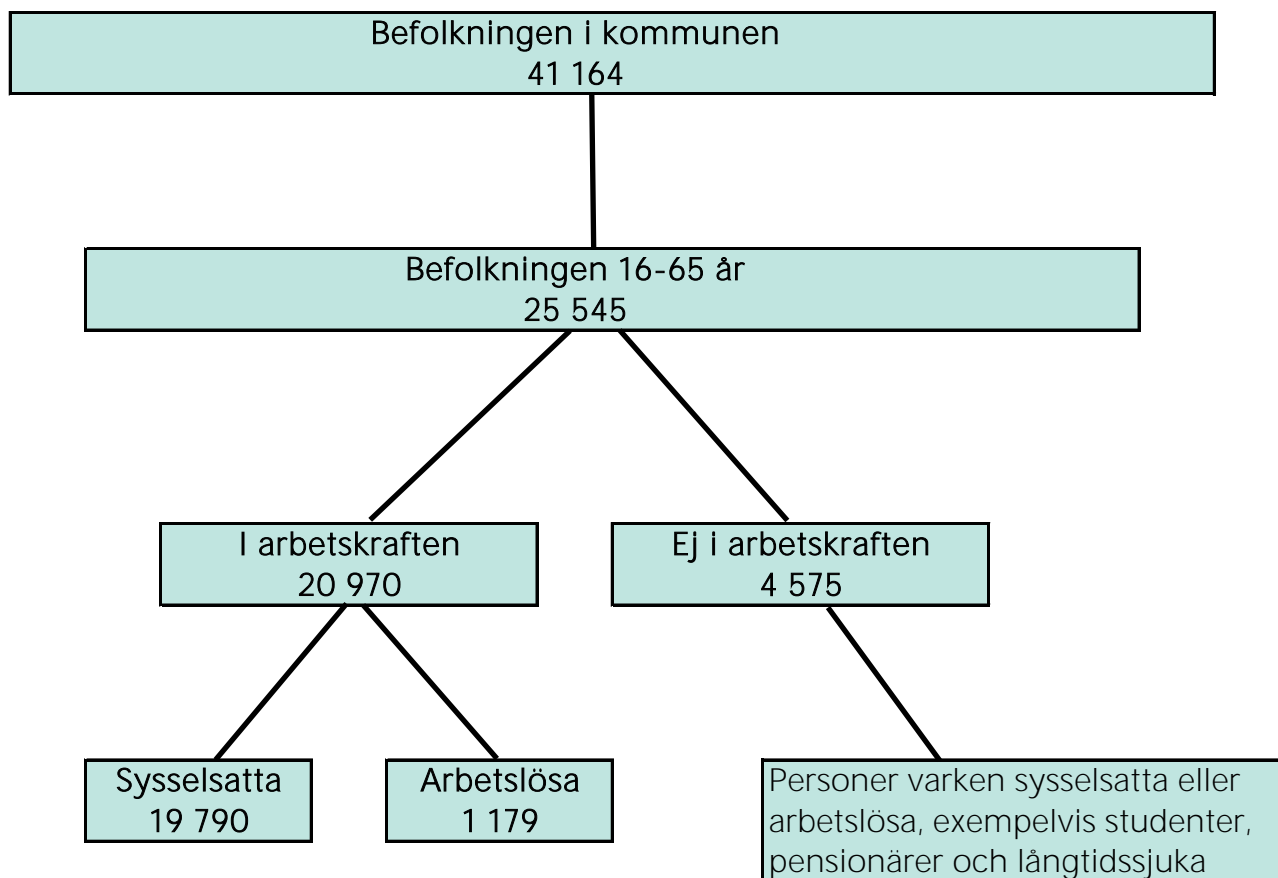 Befolkningen i kommunen
41 164
Befolkningen 16-65 år
25 545
I arbetskraften
20 970
Ej i arbetskraften
4 575
Sysselsatta
19 790
Arbetslösa
1 179
Personer varken sysselsatta eller
arbetslösa, exempelvis studenter,
pensionärer och långtidssjuka